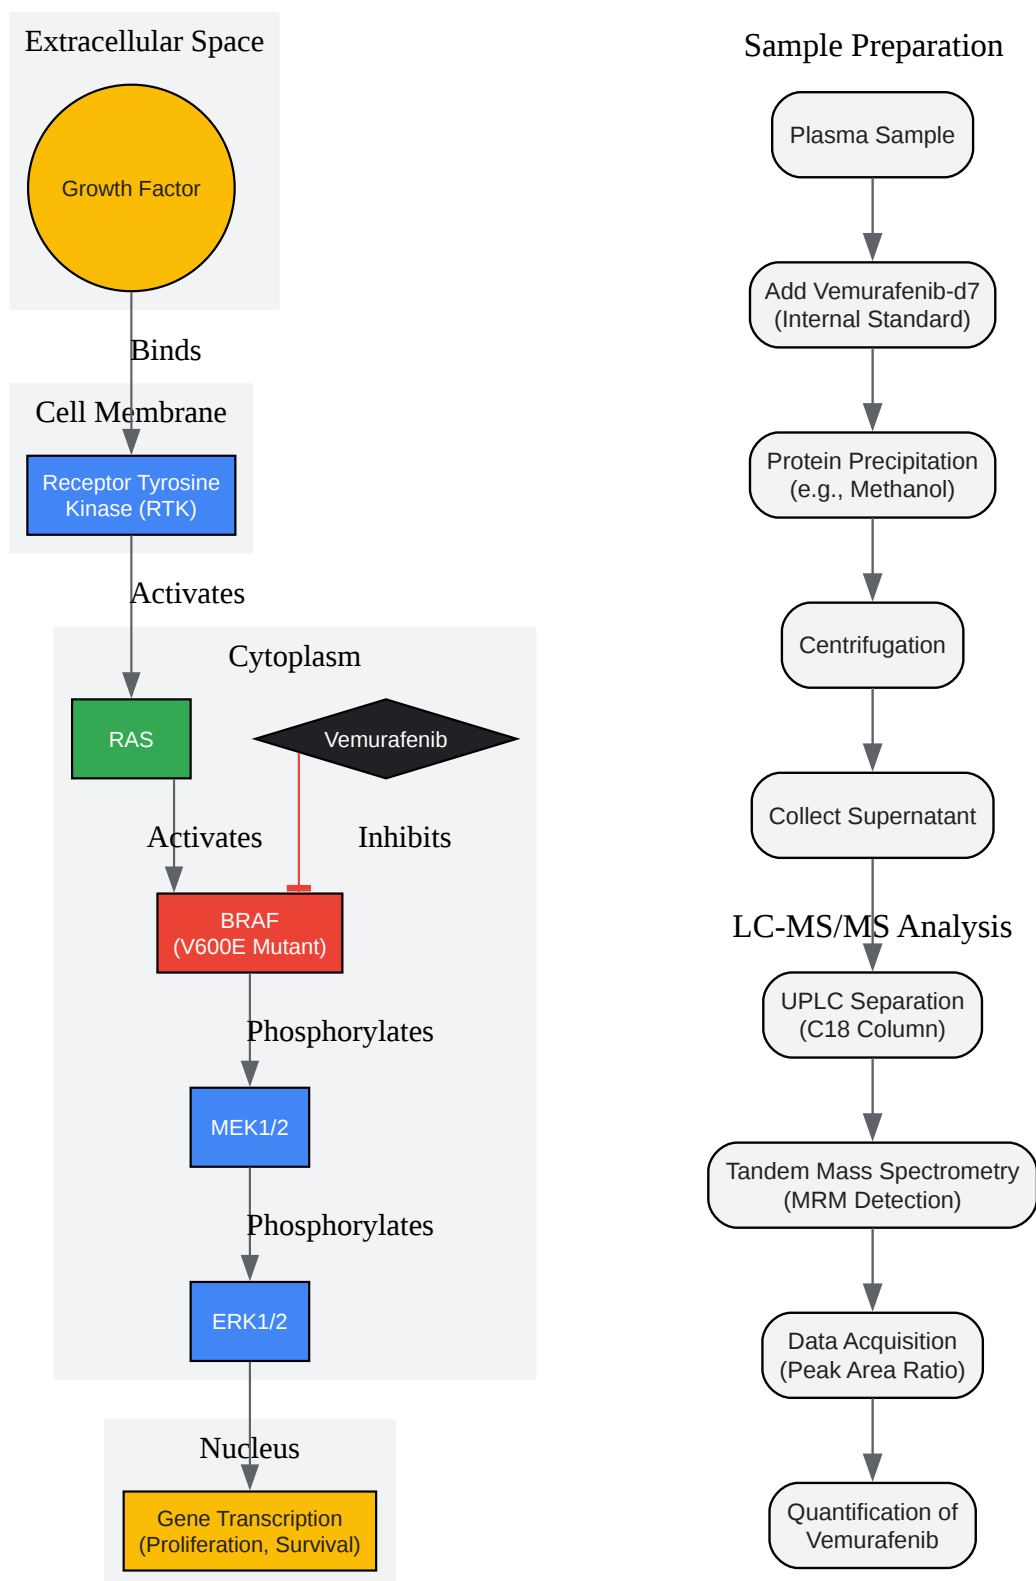 Extracellular Space
Growth Factor
Binds
Cell Membrane
Receptor Tyrosine
Kinase (RTK)
Activates
Cytoplasm
RAS
Vemurafenib
Activates
Inhibits
BRAF
(V600E Mutant)
Phosphorylates
MEK1/2
Phosphorylates
ERK1/2
Nucleus
Gene Transcription
(Proliferation, Survival)
Sample Preparation
Plasma Sample
Add Vemurafenib-d7
(Internal Standard)
Protein Precipitation
(e.g., Methanol)
Centrifugation
Collect Supernatant
LC-MS/MS Analysis
UPLC Separation
(C18 Column)
Tandem Mass Spectrometry
(MRM Detection)
Data Acquisition
(Peak Area Ratio)
Quantification of
Vemurafenib